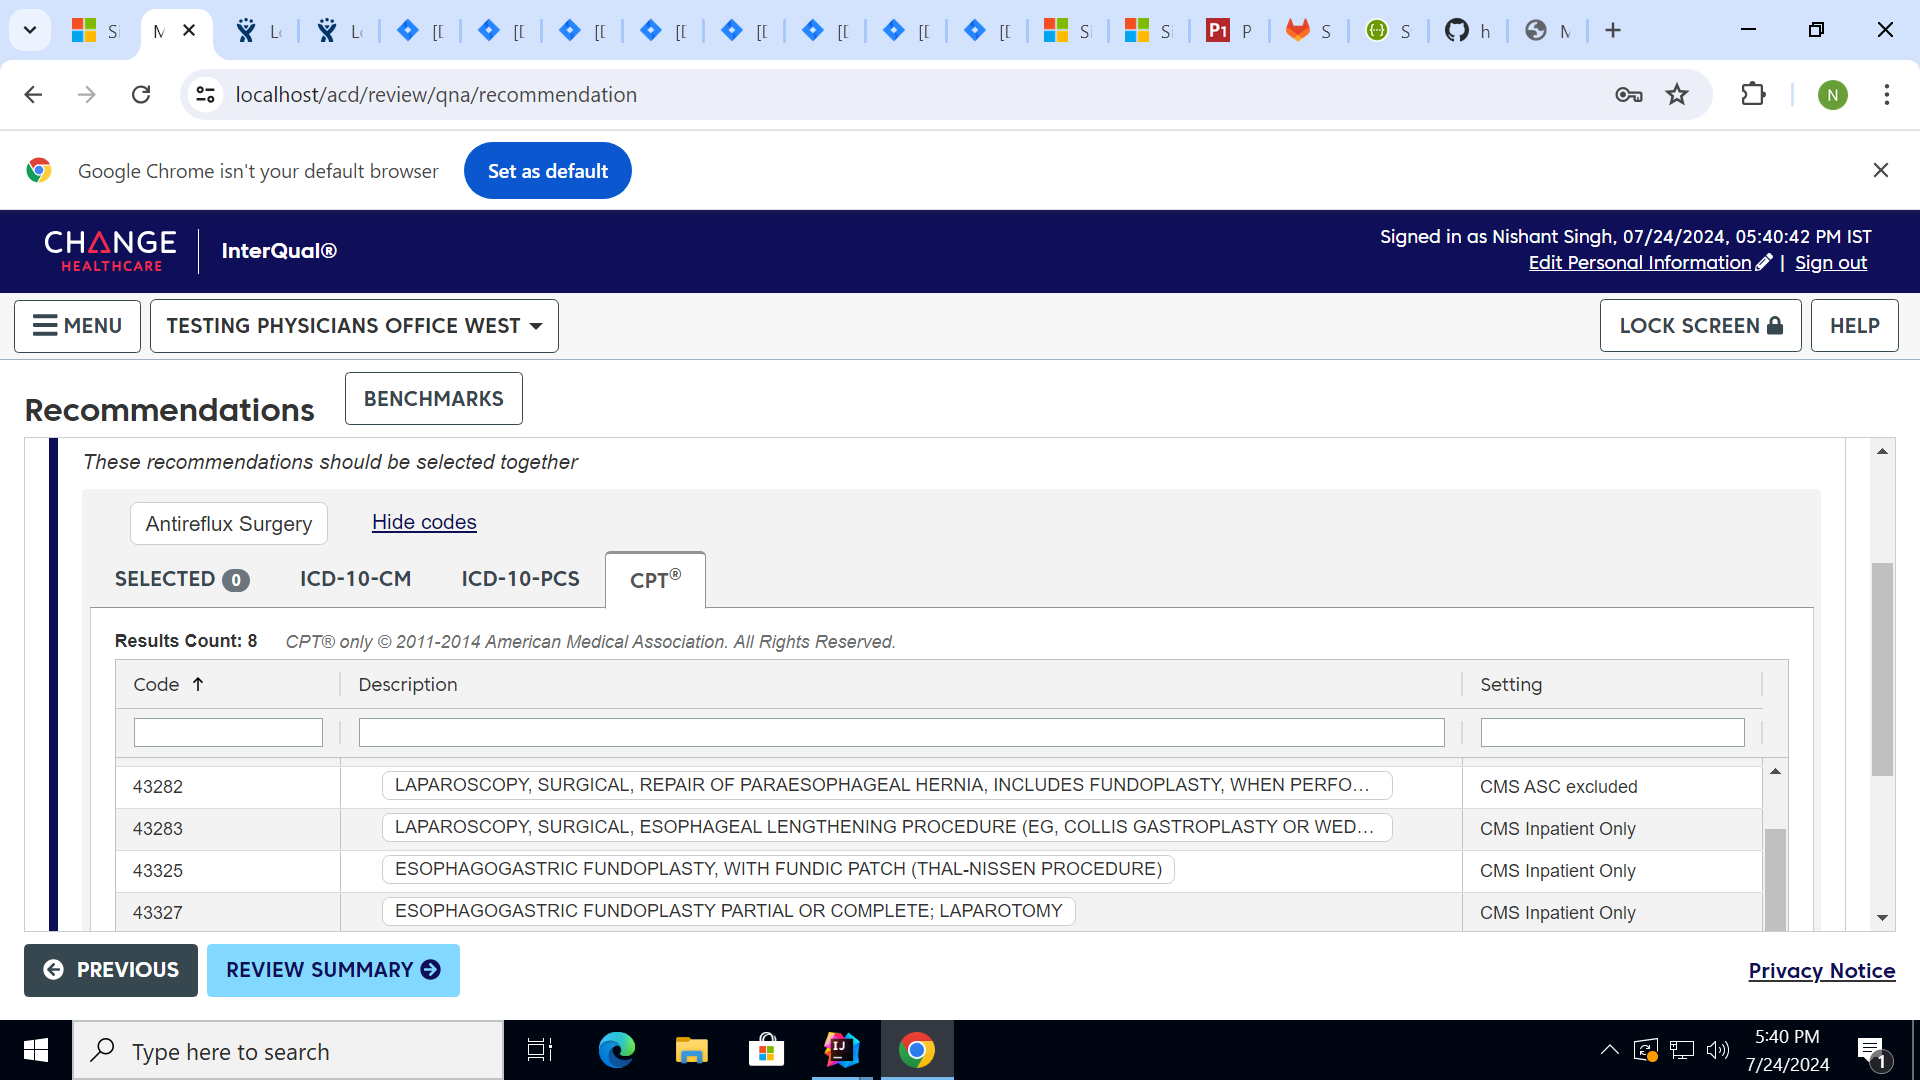 Si
M
Lo
Lo
[D
[D
[D
[D
[D
[D
[D
[D
Si
Si
P
S
S
h
M
localhost/acd/review/qna/recommendation
N
Google Chrome isn't your default browser
Set as default
CHANGE
HEALTHCARE
InterQual®
Signed in as Nishant Singh, 07/24/2024, 05:40:42 PM IST
Edit Personal Information | Sign out
MENU
TESTING PHYSICIANS OFFICE WEST
LOCK SCREEN
HELP
Recommendations
BENCHMARKS
These recommendations should be selected together
Antireflux Surgery
Hide codes
SELECTED 0
ICD-10-CM
ICD-10-PCS
CPT®
Results Count: 8
CPT® only © 2011-2014 American Medical Association. All Rights Reserved.
Code ↑
Description
Setting
43282
LAPAROSCOPY, SURGICAL, REPAIR OF PARAESOPHAGEAL HERNIA, INCLUDES FUNDOPLASTY, WHEN PERFO...
CMS ASC excluded
43283
LAPAROSCOPY, SURGICAL, ESOPHAGEAL LENGTHENING PROCEDURE (EG, COLLIS GASTROPLASTY OR WED...
CMS Inpatient Only
43325
ESOPHAGOGASTRIC FUNDOPLASTY, WITH FUNDIC PATCH (THAL-NISSEN PROCEDURE)
CMS Inpatient Only
43327
ESOPHAGOGASTRIC FUNDOPLASTY PARTIAL OR COMPLETE; LAPAROTOMY
CMS Inpatient Only
PREVIOUS
REVIEW SUMMARY
Privacy Notice
Type here to search
5:40 PM
7/24/2024
1